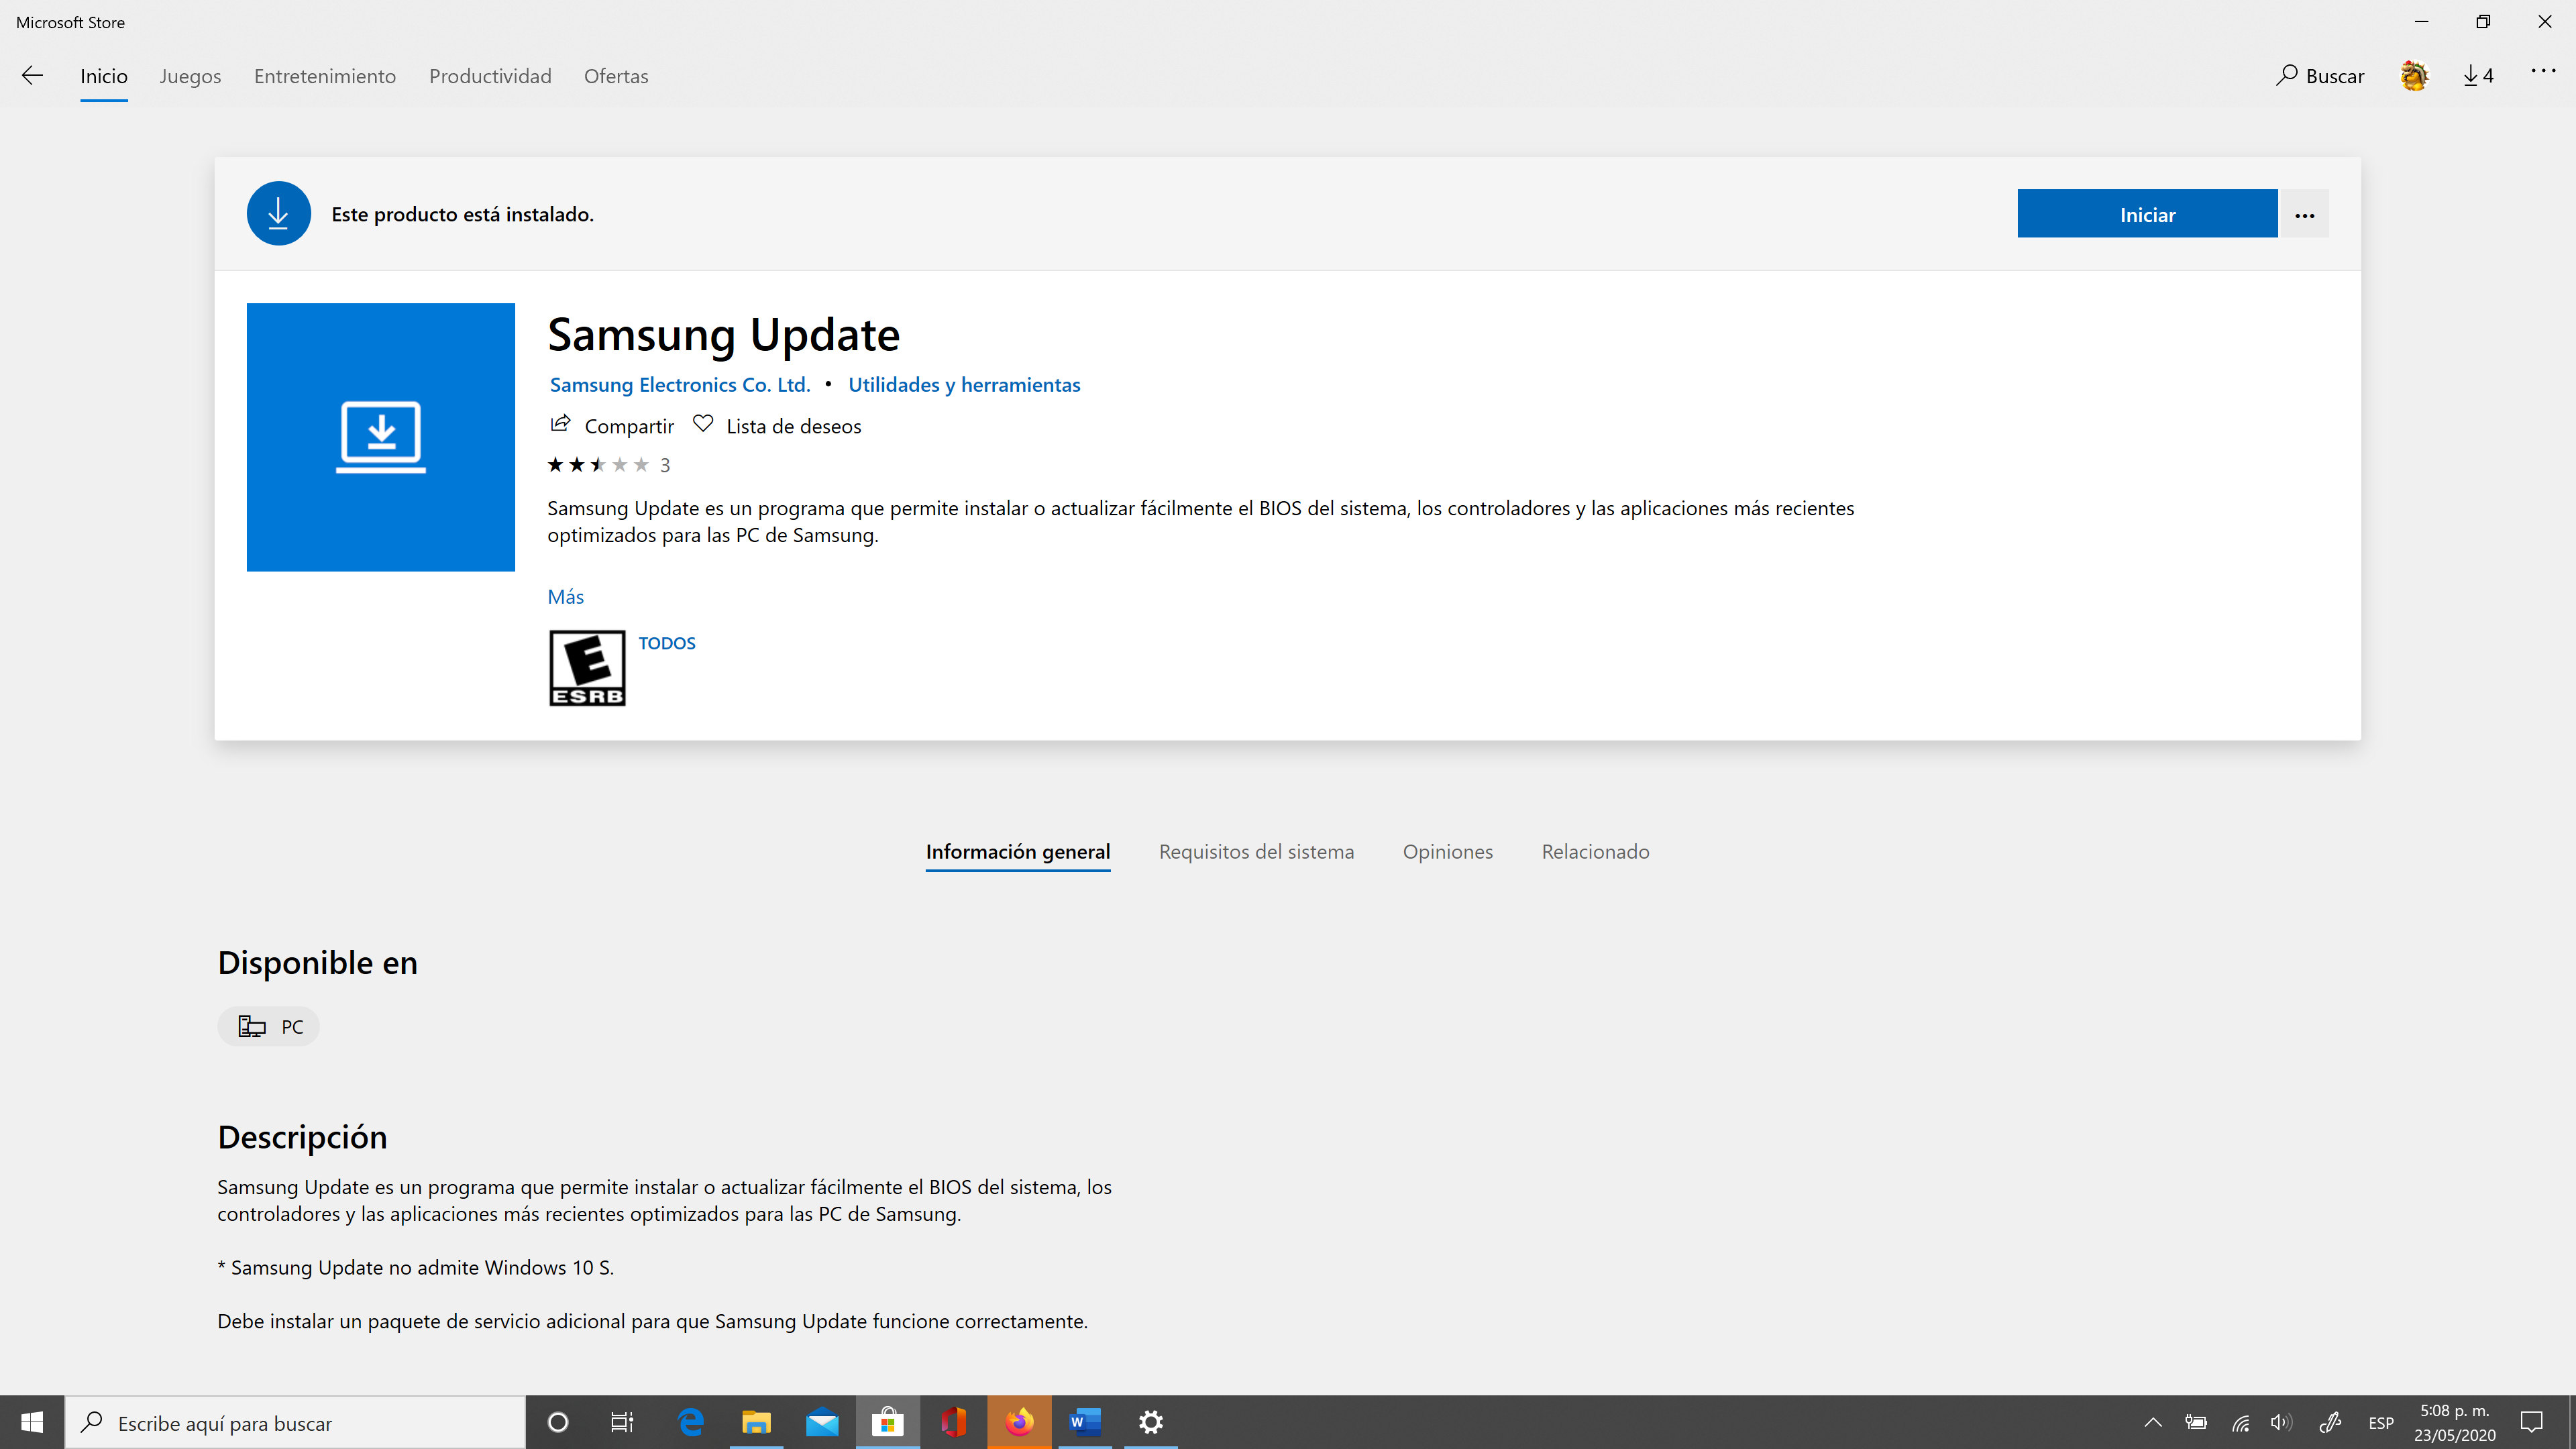 Microsoft Store
Inicio Juegos Entretenimiento Productividad Ofertas Buscar 4
Este producto está instalado. Iniciar
Samsung Update
Samsung Electronics Co. Ltd. • Utilidades y herramientas
Compartir Lista de deseos
3
Samsung Update es un programa que permite instalar o actualizar fácilmente el BIOS del sistema, los controladores y las aplicaciones más recientes
optimizados para las PC de Samsung.
Más
E
ESRB
TODOS
Información general Requisitos del sistema Opiniones Relacionado
Disponible en
PC
Descripción
Samsung Update es un programa que permite instalar o actualizar fácilmente el BIOS del sistema, los
controladores y las aplicaciones más recientes optimizados para las PC de Samsung.
* Samsung Update no admite Windows 10 S.
Debe instalar un paquete de servicio adicional para que Samsung Update funcione correctamente.
Escribe aquí para buscar
W
ESP
5:08 p. m.
23/05/2020